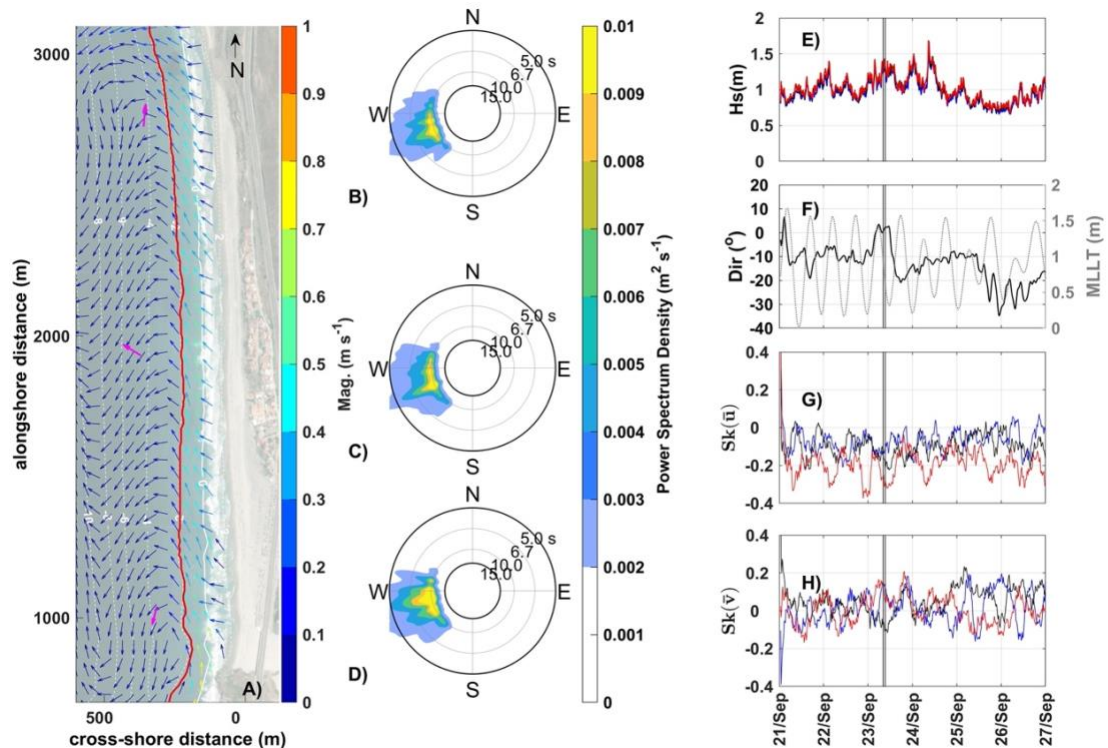 3000
2000
1000
alongshore distance (m)
500
0
cross-shore distance (m)
N
A)
8
6
4
2
0
10
1
0.9
0.8
0.7
0.6
0.5
0.4
0.3
0.2
0.1
0
Mag. (m s-1)
N
W
E
S
5.0 s
6.7
10.0
15.0
B)
N
W
E
S
5.0 s
6.7
10.0
15.0
C)
N
W
E
S
5.0 s
6.7
10.0
15.0
D)
0.01
0.009
0.008
0.007
0.006
0.005
0.004
0.003
0.002
0.001
0
Power Spectrum Density (m2 s-1)
2
1.5
1
0.5
0
Hs(m)
E)
20
10
0
-10
-20
-30
-40
Dir (o)
F)
2
1.5
1
0.5
0
MLLT (m)
0.4
0.2
0
-0.2
-0.4
Sk(ū)
G)
0.4
0.2
0
-0.2
-0.4
Sk(v̄)
H)
21/Sep
22/Sep
23/Sep
24/Sep
25/Sep
26/Sep
27/Sep